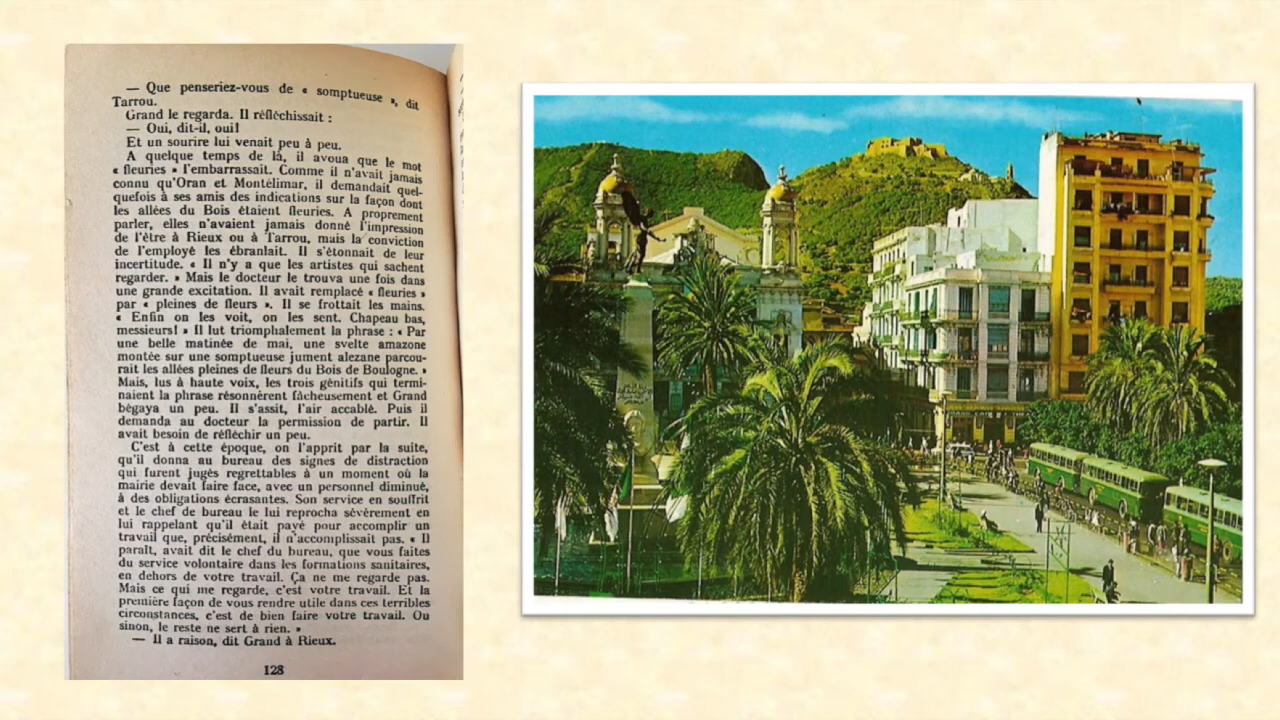 — Que penseriez-vous de « somptueuse », dit
Tarrou.
Grand le regarda. Il réfléchissait :
— Oui, dit-il, oui!
Et un sourire lui venait peu à peu.
A quelque temps de là, il avoua que le mot
« fleuries » l'embarrassait. Comme il n'avait jamais
connu qu'Oran et Montélimar, il demandait quel-
quefois à ses amis des indications sur la façon dont
les allées du Bois étaient fleuries. A proprement
parler, elles n'avaient jamais donné l'impression
de l'être à Rieux ou à Tarrou, mais la conviction
de l'employé les ébranlait. Il s'étonnait de leur
incertitude. « Il n'y a que les artistes qui sachent
regarder. » Mais le docteur le trouva une fois dans
une grande excitation. Il avait remplacé « fleuries »
par « pleines de fleurs ». Il se frottait les mains.
« Enfin on les voit, on les sent. Chapeau bas,
messieurs! » Il lut triomphalement la phrase : « Par
une belle matinée de mai, une svelte amazone
montée sur une somptueuse jument alezane parcou-
rait les allées pleines de fleurs du Bois de Boulogne. »
Mais, lus à haute voix, les trois génitifs qui termi-
naient la phrase résonnèrent fâcheusement et Grand
bégaya un peu. Il s'assit, l'air accablé. Puis il
demanda au docteur la permission de partir. Il
avait besoin de réfléchir un peu.
C'est à cette époque, on l'apprit par la suite,
qu'il donna au bureau des signes de distraction
qui furent jugés regrettables à un moment où la
mairie devait faire face, avec un personnel diminué,
à des obligations écrasantes. Son service en souffrit
et le chef de bureau le lui reprocha sévèrement en
lui rappelant qu'il était payé pour accomplir un
travail que, précisément, il n'accomplissait pas. « Il
paraît, avait dit le chef du bureau, que vous faites
du service volontaire dans les formations sanitaires,
en dehors de votre travail. Ça ne me regarde pas.
Mais ce qui me regarde, c'est votre travail. Et la
première façon de vous rendre utile dans ces terribles
circonstances, c'est de bien faire votre travail. Ou
sinon, le reste ne sert à rien. »
— Il a raison, dit Grand à Rieux.
128